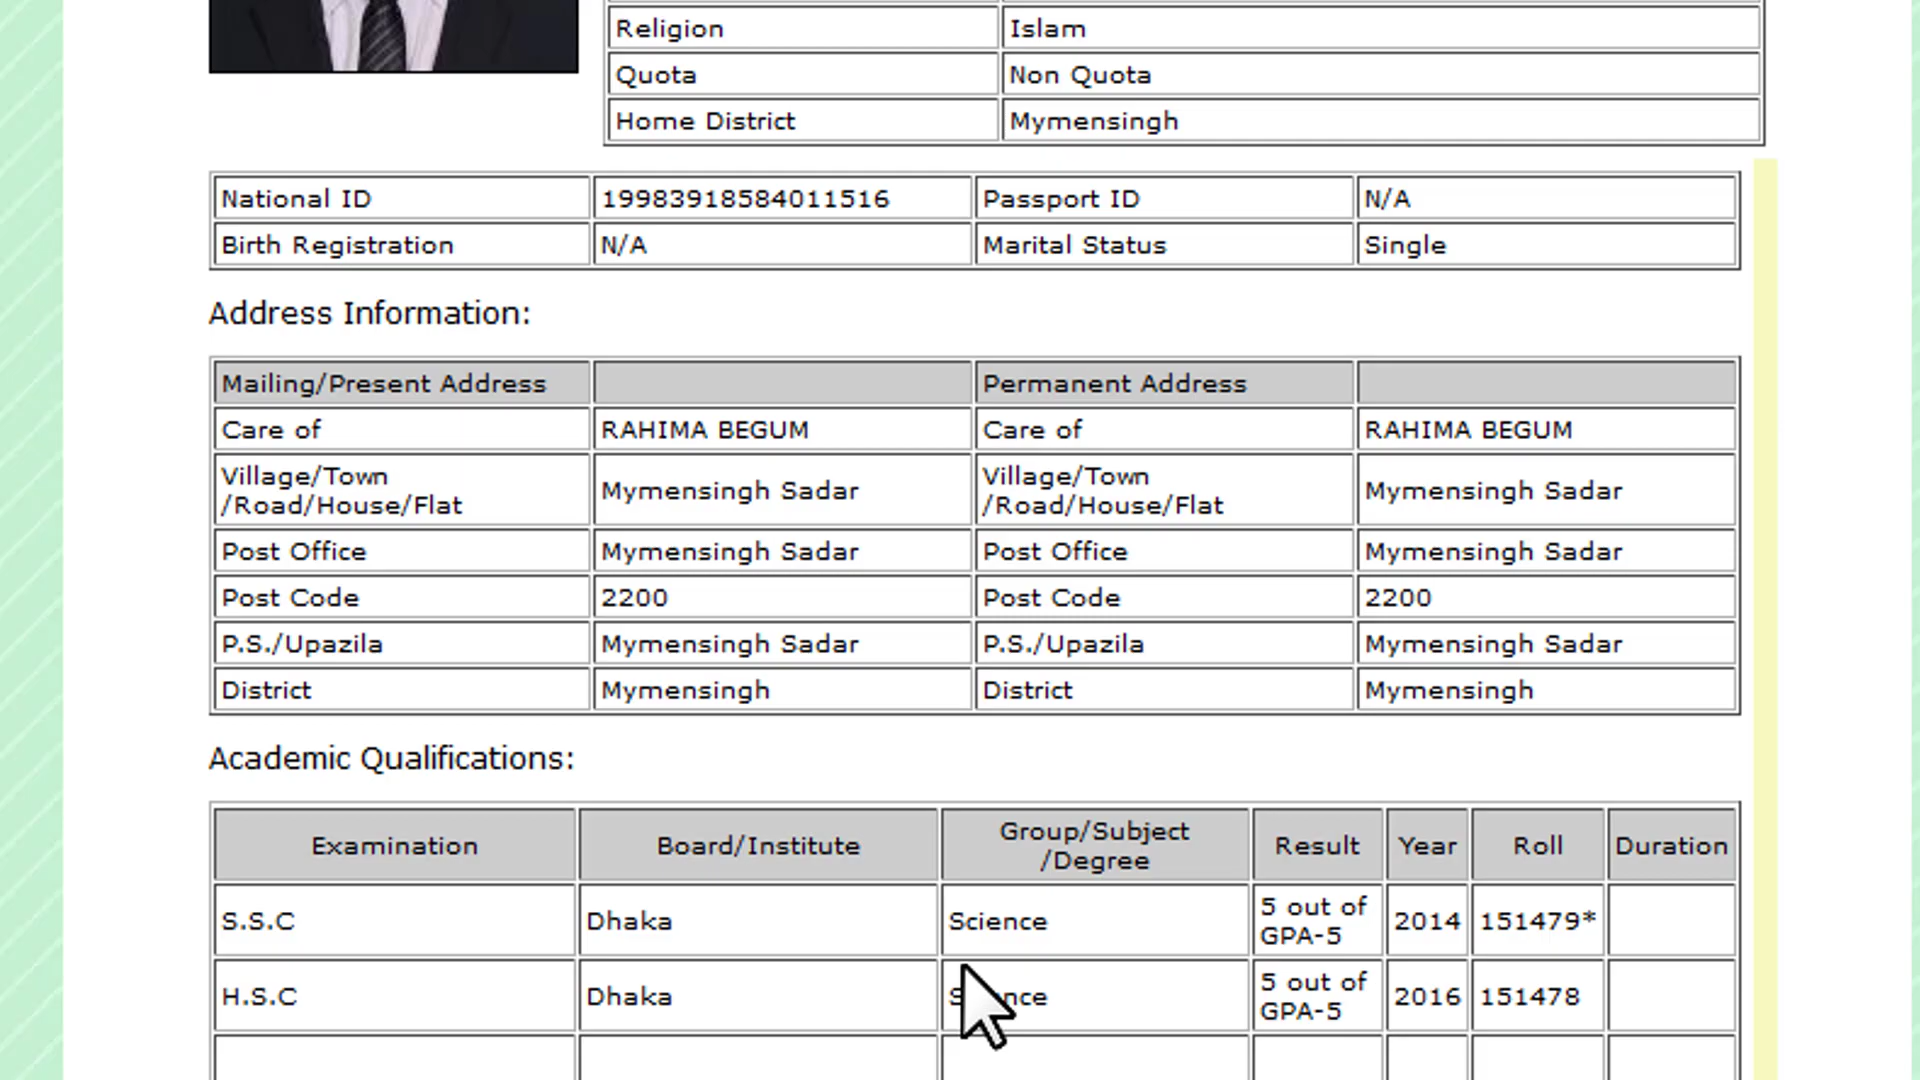 Religion Islam
Quota Non Quota
Home District Mymensingh
National ID 19983918584011516 Passport ID N/A
Birth Registration N/A Marital Status Single
Address Information:
Mailing/Present Address Permanent Address
Care of RAHIMA BEGUM Care of RAHIMA BEGUM
Village/Town
/Road/House/Flat Mymensingh Sadar Village/Town
/Road/House/Flat Mymensingh Sadar
Post Office Mymensingh Sadar Post Office Mymensingh Sadar
Post Code 2200 Post Code 2200
P.S./Upazila Mymensingh Sadar P.S./Upazila Mymensingh Sadar
District Mymensingh District Mymensingh
Academic Qualifications:
Examination Board/Institute Group/Subject
/Degree Result Year Roll Duration
S.S.C Dhaka Science 5 out of
GPA-5 2014 151479*
H.S.C Dhaka 5 out of
GPA-5 2016 151478